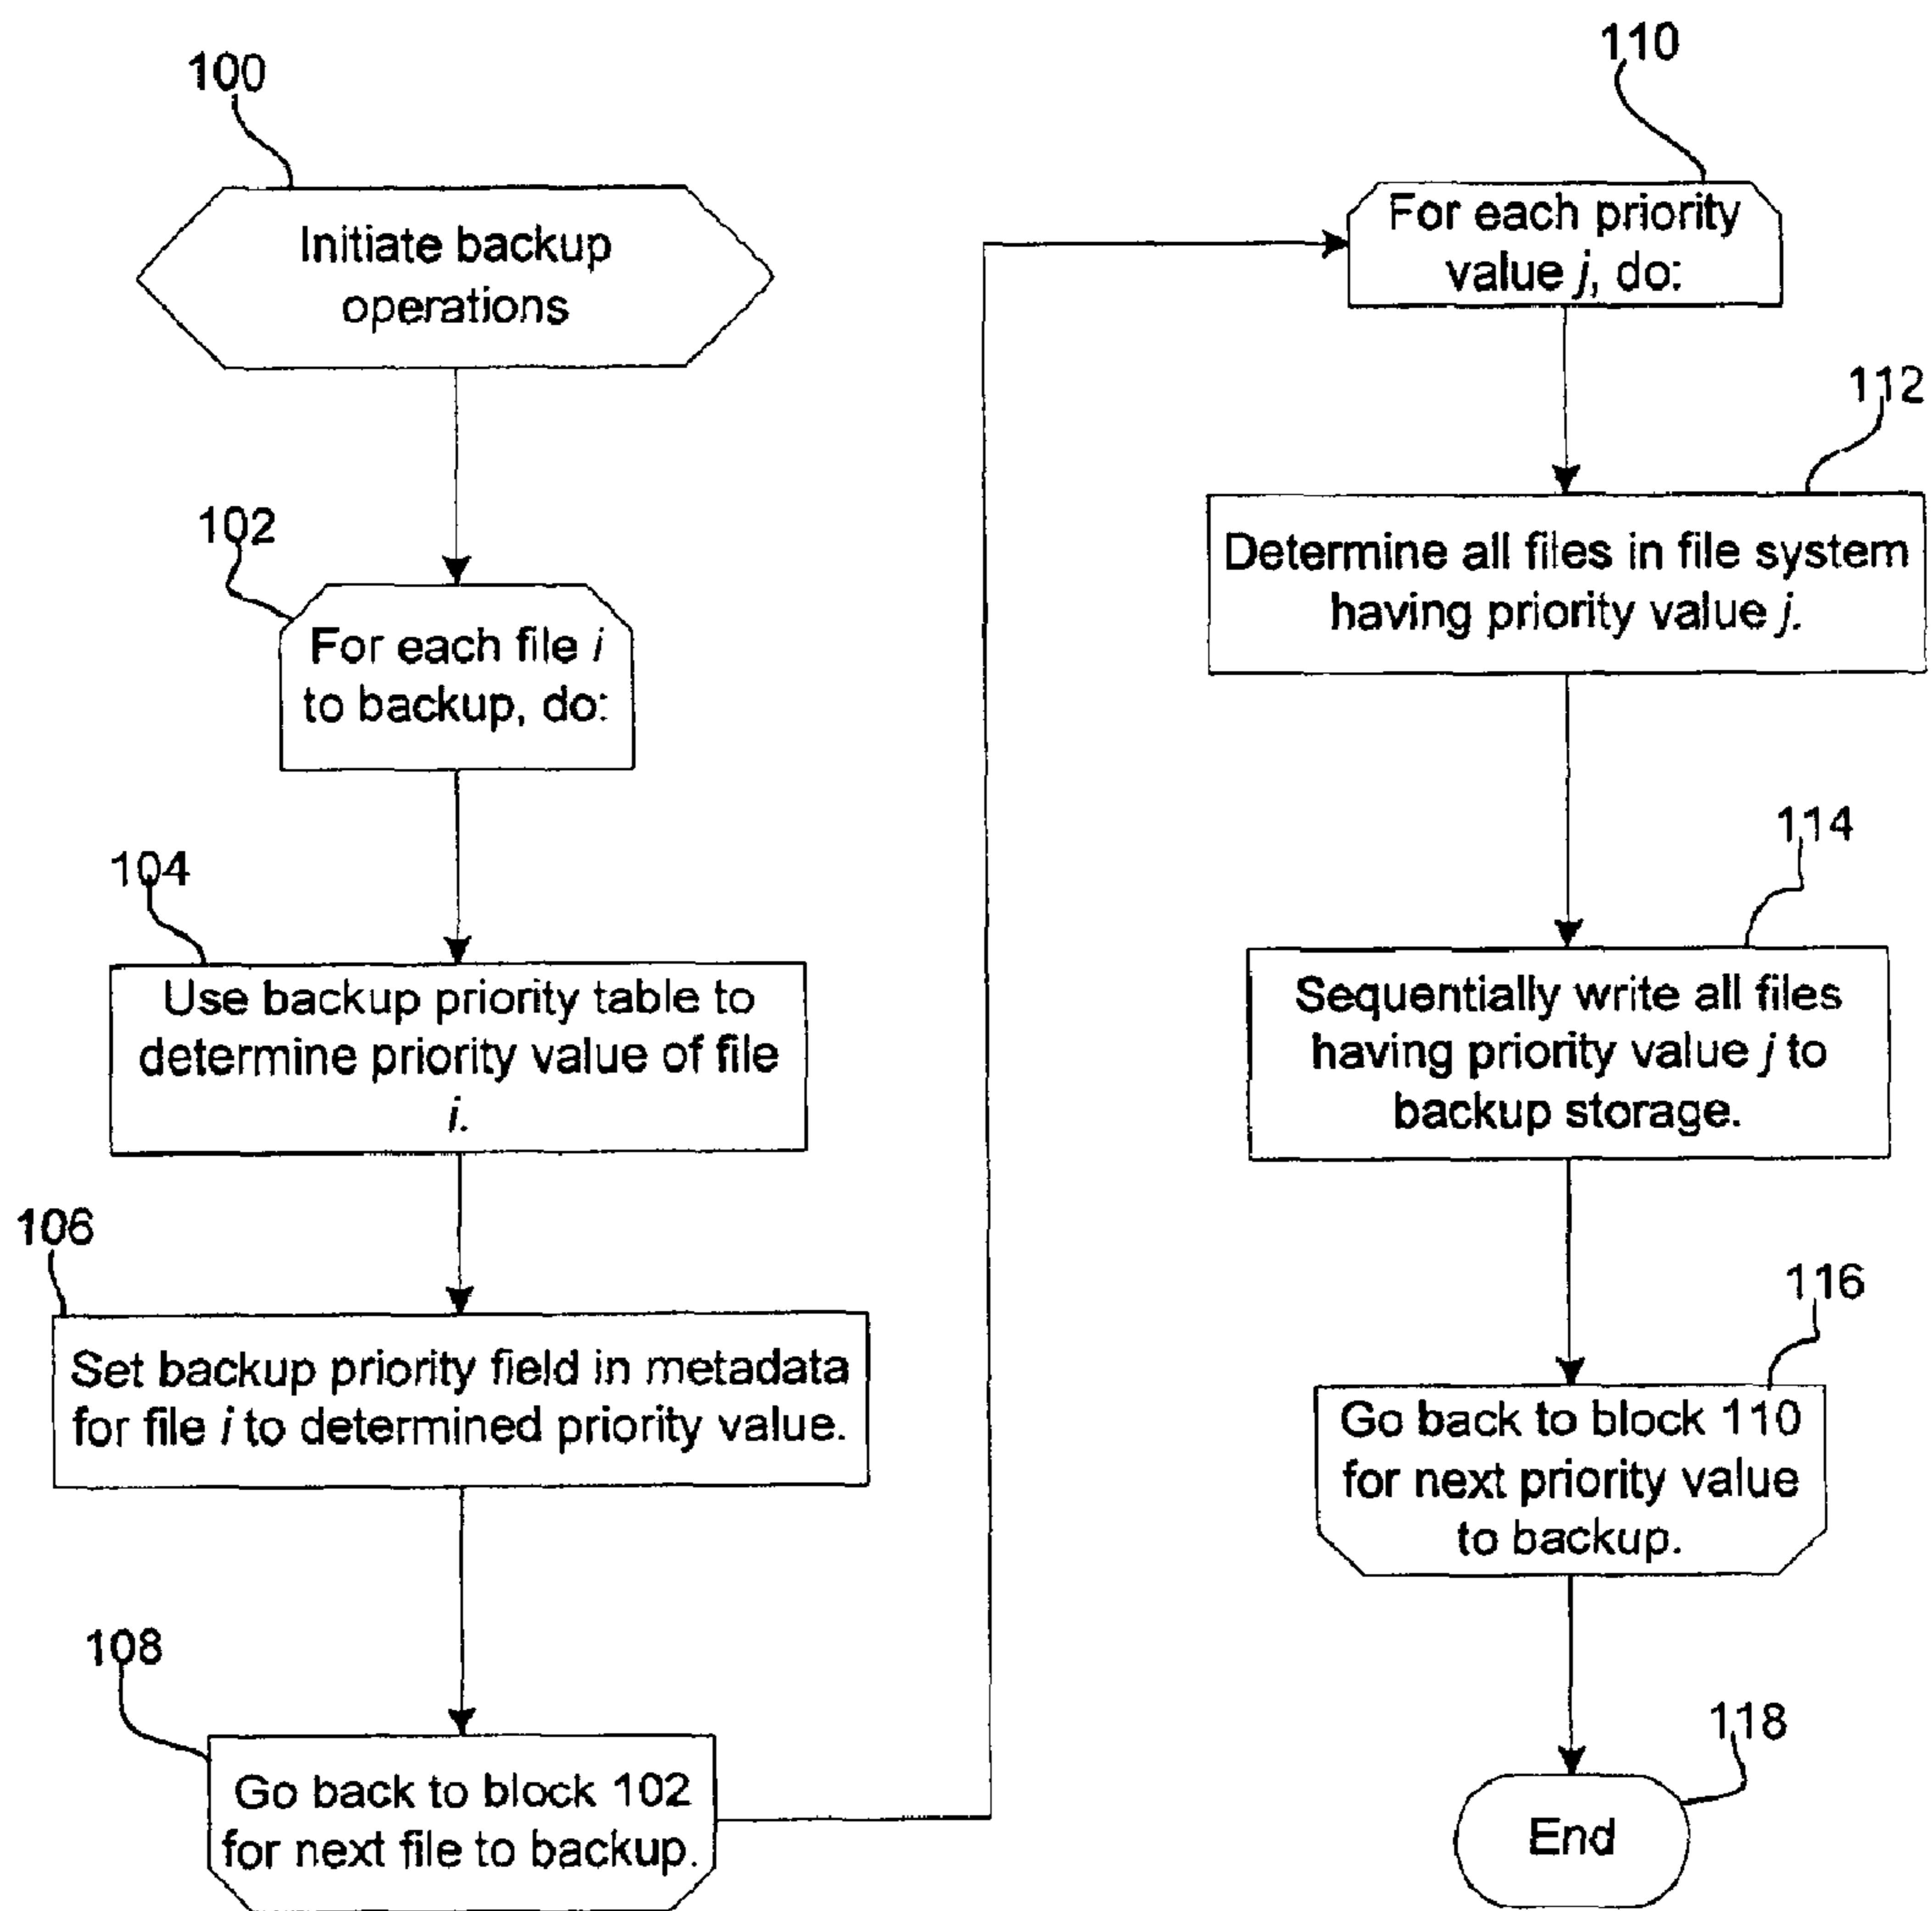 100
Initiate backup
operations
102
For each file i
to backup, do:
104
Use backup priority table to
determine priority value of file
i.
106
Set backup priority field in metadata
for file i to determined priority value.
108
Go back to block 102
for next file to backup.
110
For each priority
value j, do:
112
Determine all files in file system
having priority value j.
114
Sequentially write all files
having priority value j to
backup storage.
116
Go back to block 110
for next priority value
to backup.
118
End